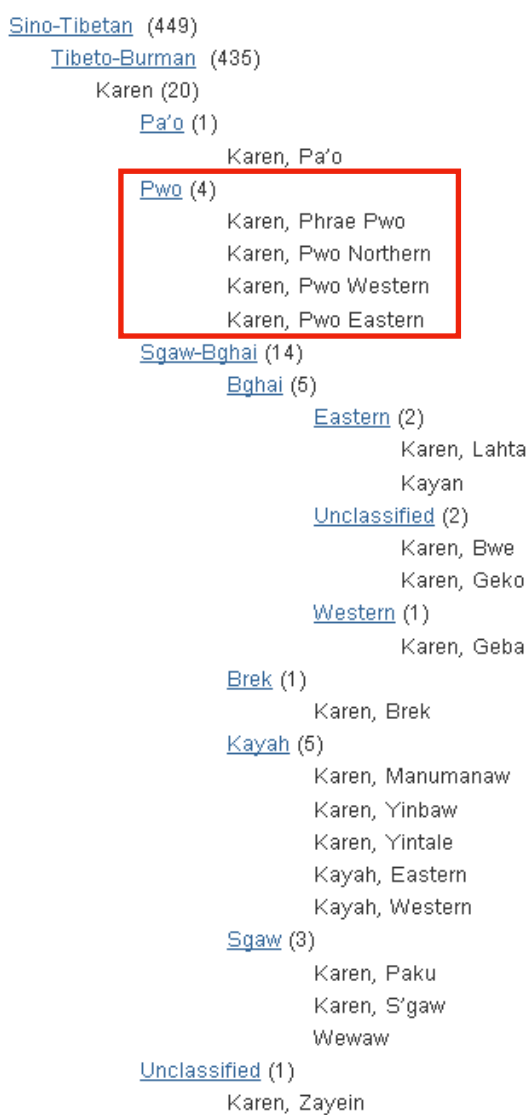 Sino-Tibetan (449)
Tibeto-Burman (435)
Karen (20)
Pa'o (1)
Karen, Pa'o
Pwo (4)
Karen, Phrae Pwo
Karen, Pwo Northern
Karen, Pwo Western
Karen, Pwo Eastern
Sgaw-Bghai (14)
Bghai (5)
Eastern (2)
Karen, Lahta
Kayan
Unclassified (2)
Karen, Bwe
Karen, Geko
Western (1)
Karen, Geba
Brek (1)
Karen, Brek
Kayah (5)
Karen, Manumanaw
Karen, Yinbaw
Karen, Yintale
Kayah, Eastern
Kayah, Western
Sgaw (3)
Karen, Paku
Karen, S'gaw
Wewaw
Unclassified (1)
Karen, Zayein